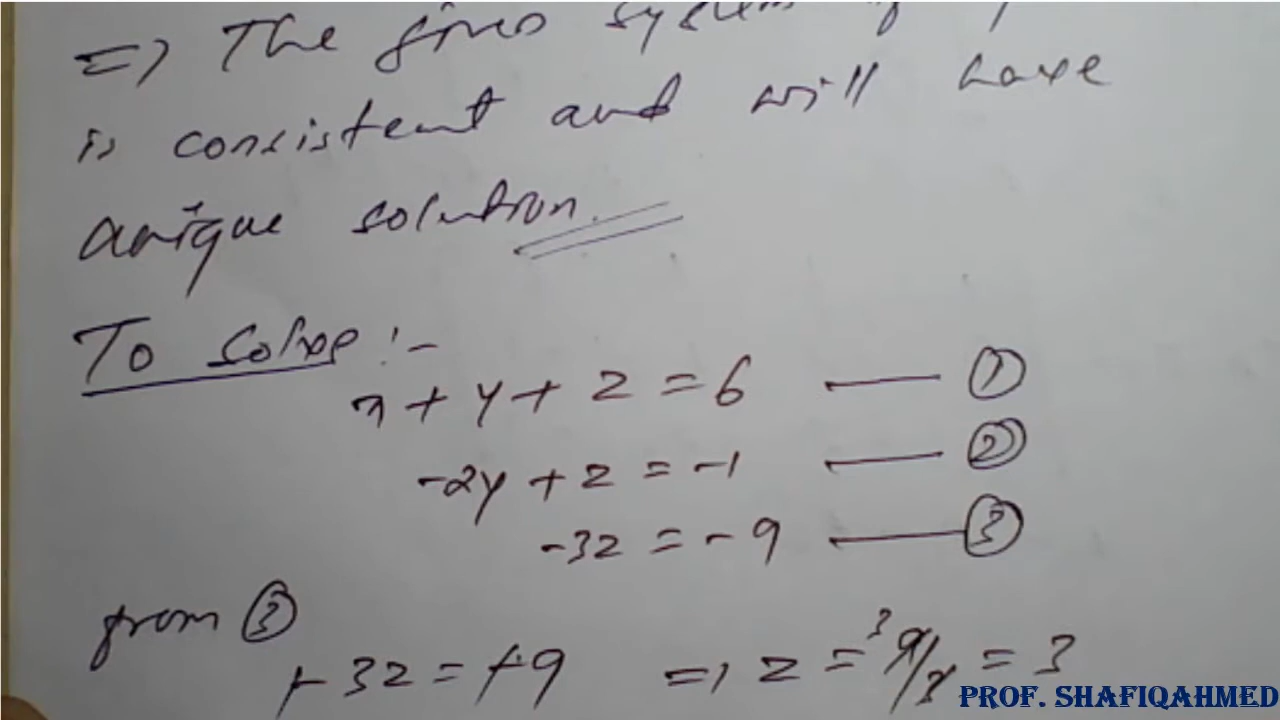 => The given system of
is consistent and will have
unique solution.
To solve :-
x + y + z = 6 —— ①
-2y + z = -1 —— ②
-3z = -9 —— ③
from ③
+3z = +9 => z = ³9/3 = 3
PROF. SHAFIQAHMED